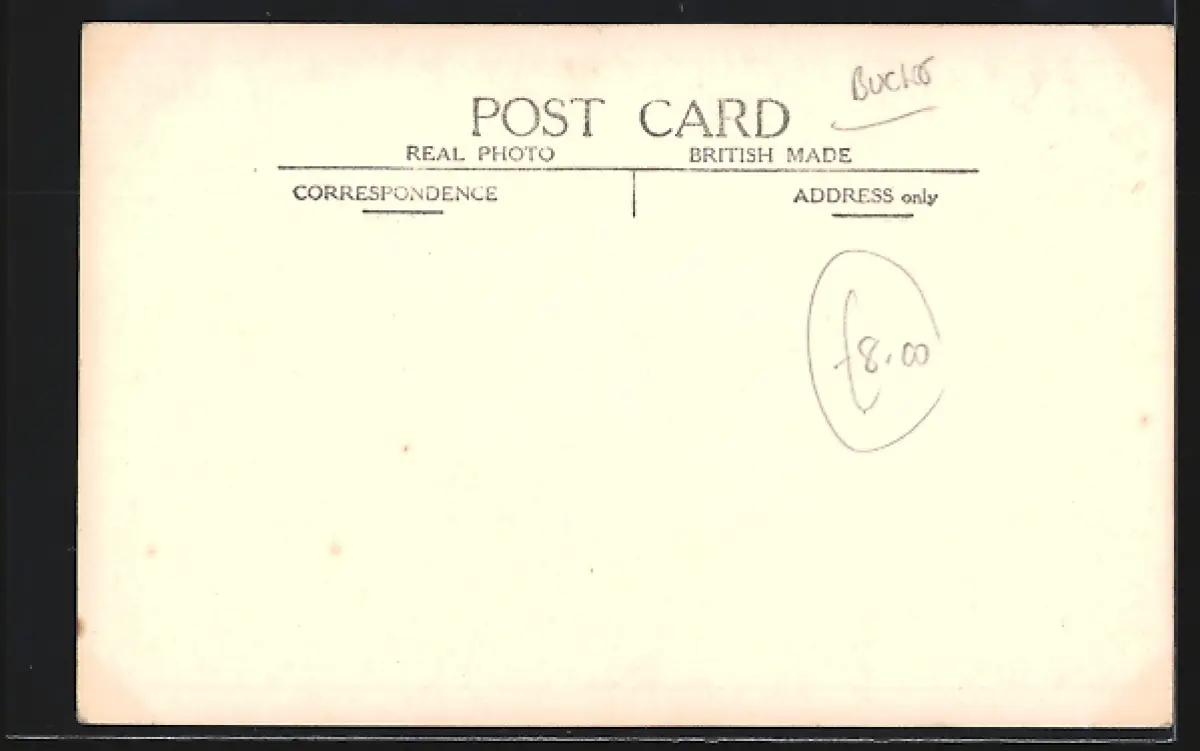 Bucks
POST CARD
REAL PHOTO BRITISH MADE
CORRESPONDENCE ADDRESS only
£8.00